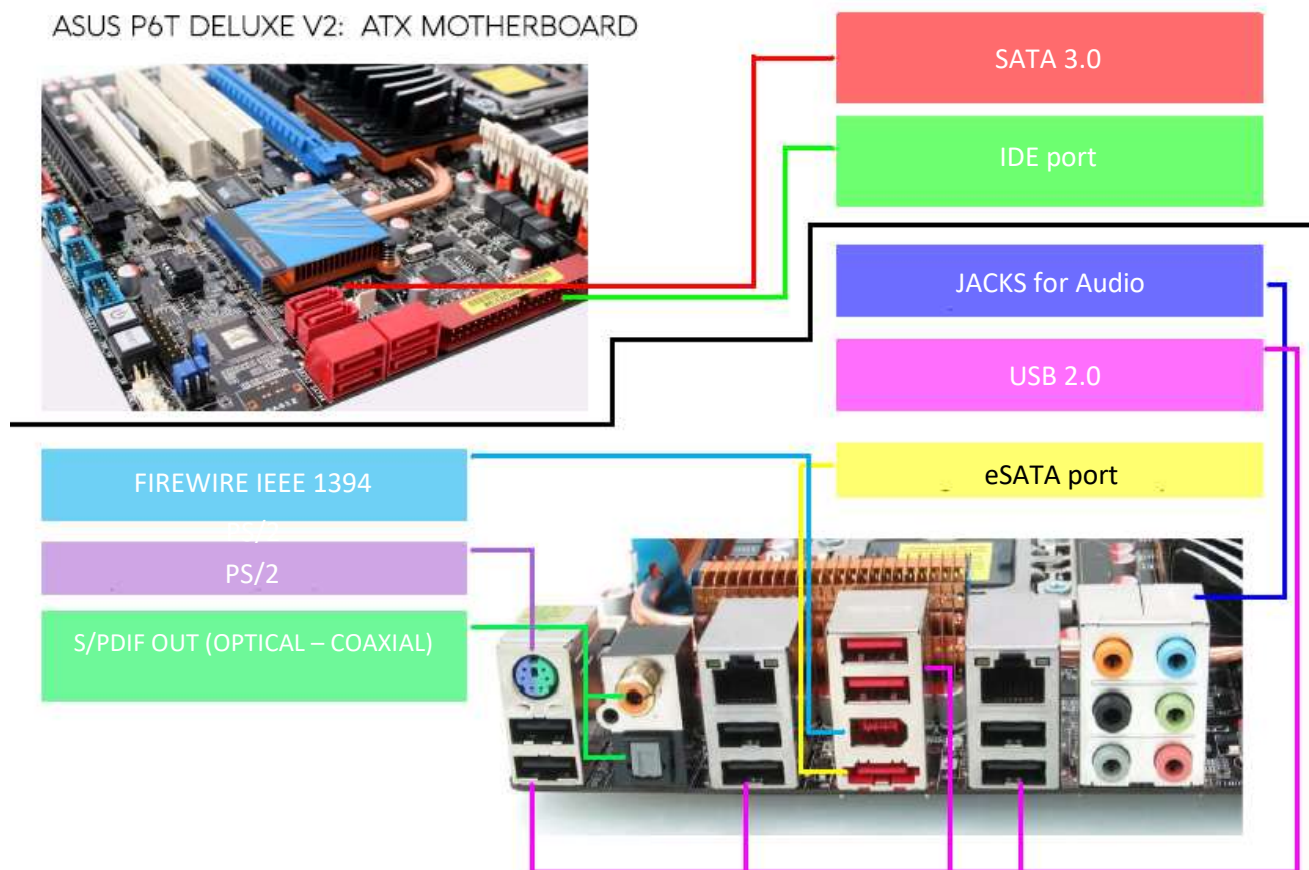 ASUS P6T DELUXE V2: ATX MOTHERBOARD
SATA 3.0
IDE port
JACKS for Audio
USB 2.0
eSATA port
FIREWIRE IEEE 1394
PS/2
S/PDIF OUT (OPTICAL – COAXIAL)
ASUS